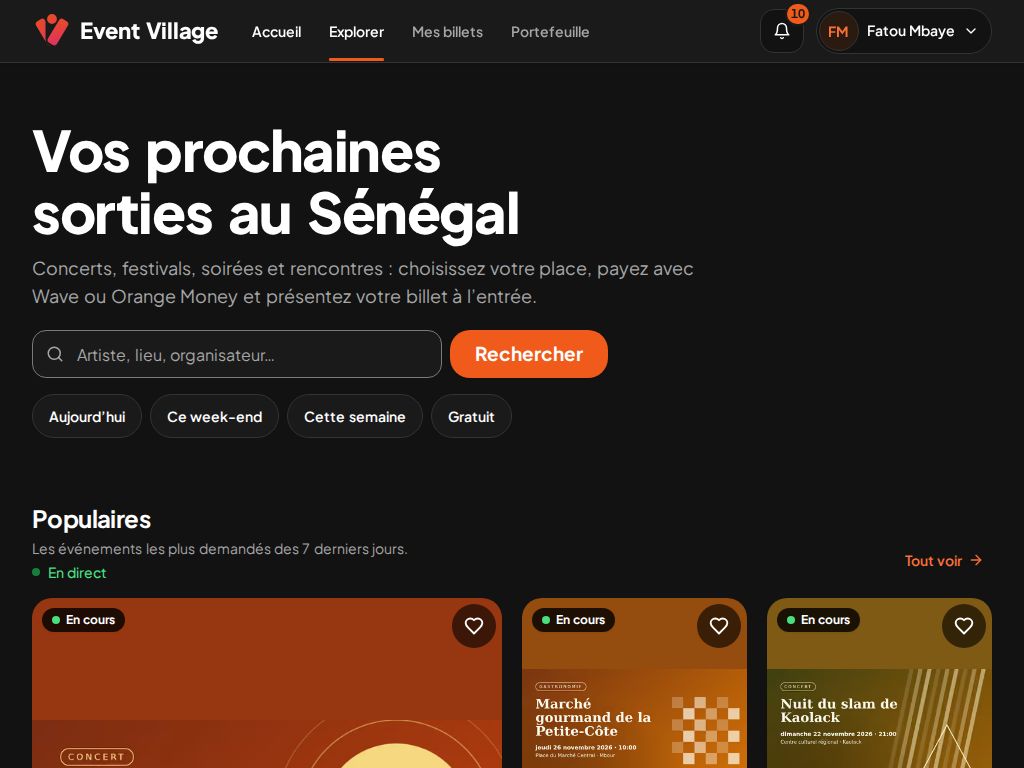 Event Village
Accueil
Explorer
Mes billets
Portefeuille
10
FM
Fatou Mbaye
Vos prochaines
sorties au Sénégal
Concerts, festivals, soirées et rencontres : choisissez votre place, payez avec
Wave ou Orange Money et présentez votre billet à l’entrée.
Artiste, lieu, organisateur…
Rechercher
Aujourd’hui
Ce week-end
Cette semaine
Gratuit
Populaires
Les événements les plus demandés des 7 derniers jours.
En direct
Tout voir
En cours
CONCERT
En cours
GASTRONOMIE
Marché
gourmand de la
Petite-Côte
jeudi 26 novembre 2026 · 10:00
Place du Marché Central · Mbour
En cours
CONCERT
Nuit du slam de
Kaolack
dimanche 22 novembre 2026 · 21:00
Centre culturel régional · Kaolack